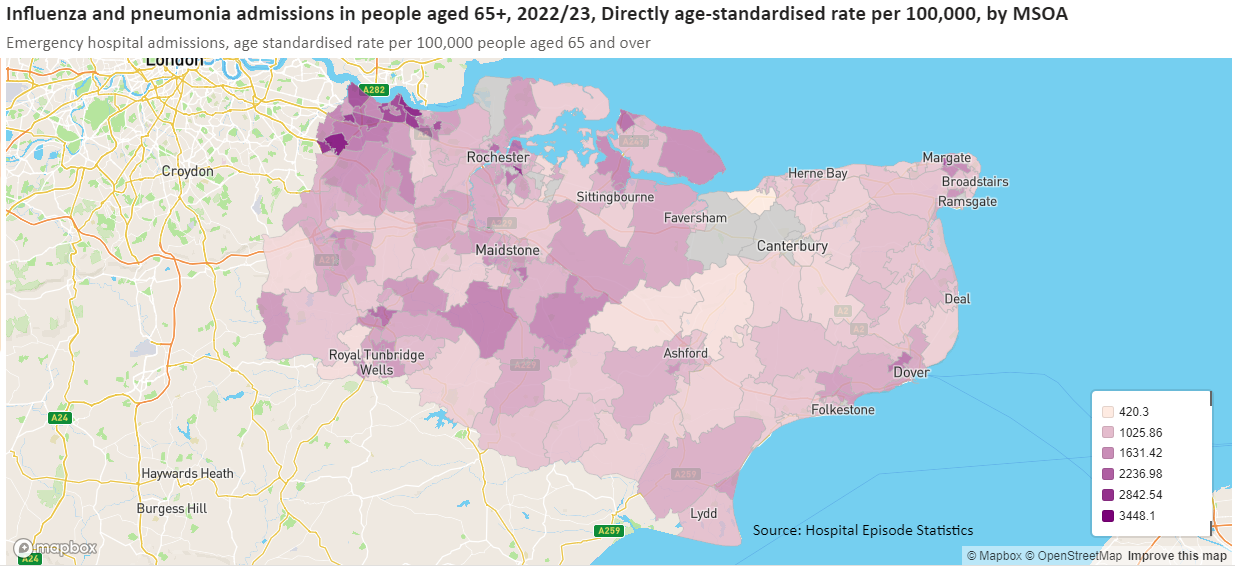 Influenza and pneumonia admissions in people aged 65+, 2022/23, Directly age-standardised rate per 100,000, by MSOA
Emergency hospital admissions, age standardised rate per 100,000 people aged 65 and over
London
A282
Rochester
Croydon
Margate
Herne Bay
Broadstairs
Sittingbourne
Ramsgate
Faversham
Maidstone
Canterbury
Deal
A2
A2
Royal Tunbridge
Wells
Ashford
Dover
Folkestone
A24
420.3
1025.86
1631.42
2236.98
2842.54
3448.1
Haywards Heath
A259
Burgess Hill
Lydd
A259
Source: Hospital Episode Statistics
mapbox
A24
© Mapbox © OpenStreetMap Improve this map